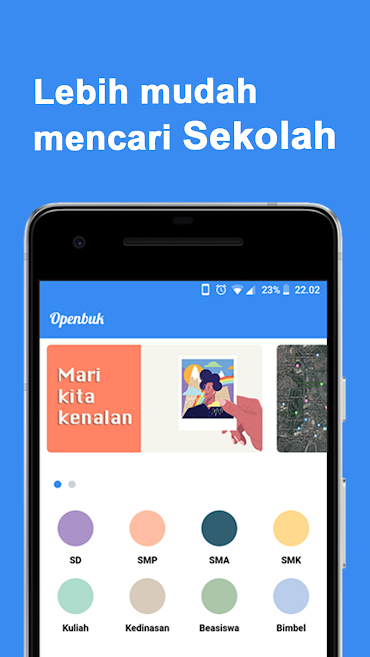 Lebih mudah
mencari Sekolah
23% 22.02
Openbuk
Mari
kita
kenalan
SD SMP SMA SMK
Kuliah Kedinasan Beasiswa Bimbel